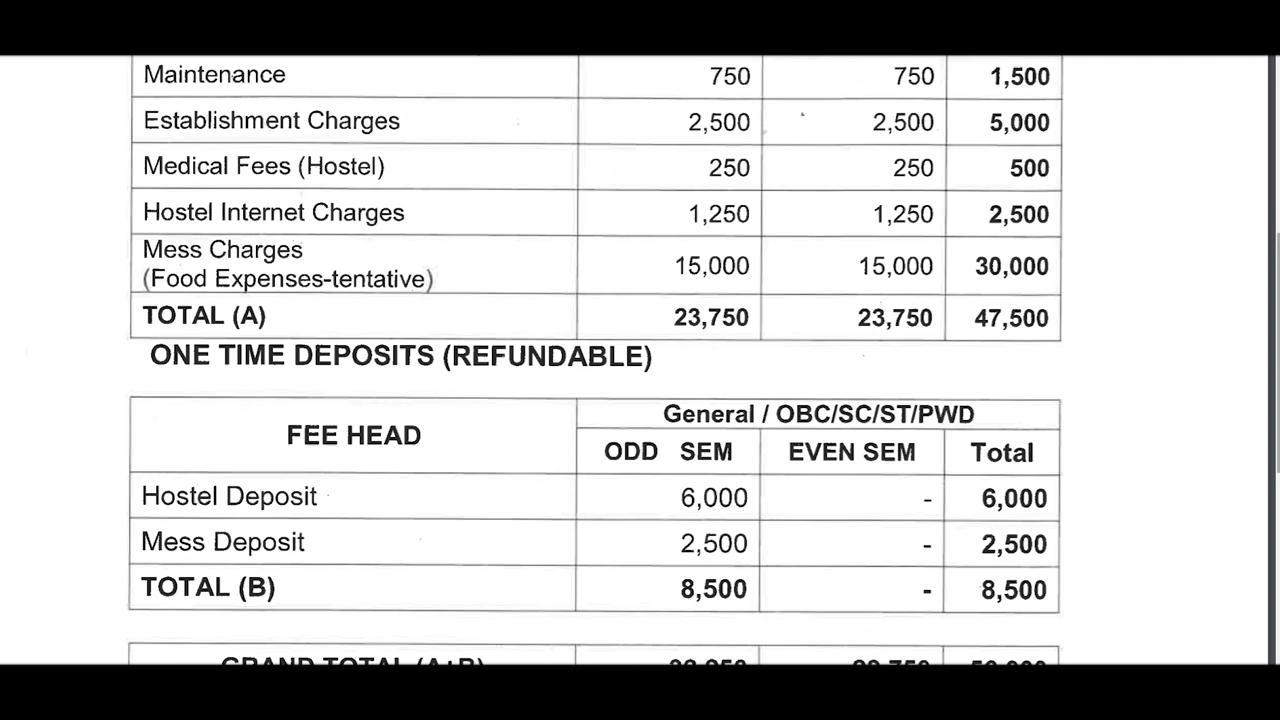 Maintenance 750 750 1,500
Establishment Charges 2,500 2,500 5,000
Medical Fees (Hostel) 250 250 500
Hostel Internet Charges 1,250 1,250 2,500
Mess Charges
(Food Expenses-tentative) 15,000 15,000 30,000
TOTAL (A) 23,750 23,750 47,500
ONE TIME DEPOSITS (REFUNDABLE)
FEE HEAD General / OBC/SC/ST/PWD
ODD SEM EVEN SEM Total
Hostel Deposit 6,000 - 6,000
Mess Deposit 2,500 - 2,500
TOTAL (B) 8,500 - 8,500
GRAND TOTAL (A+B)